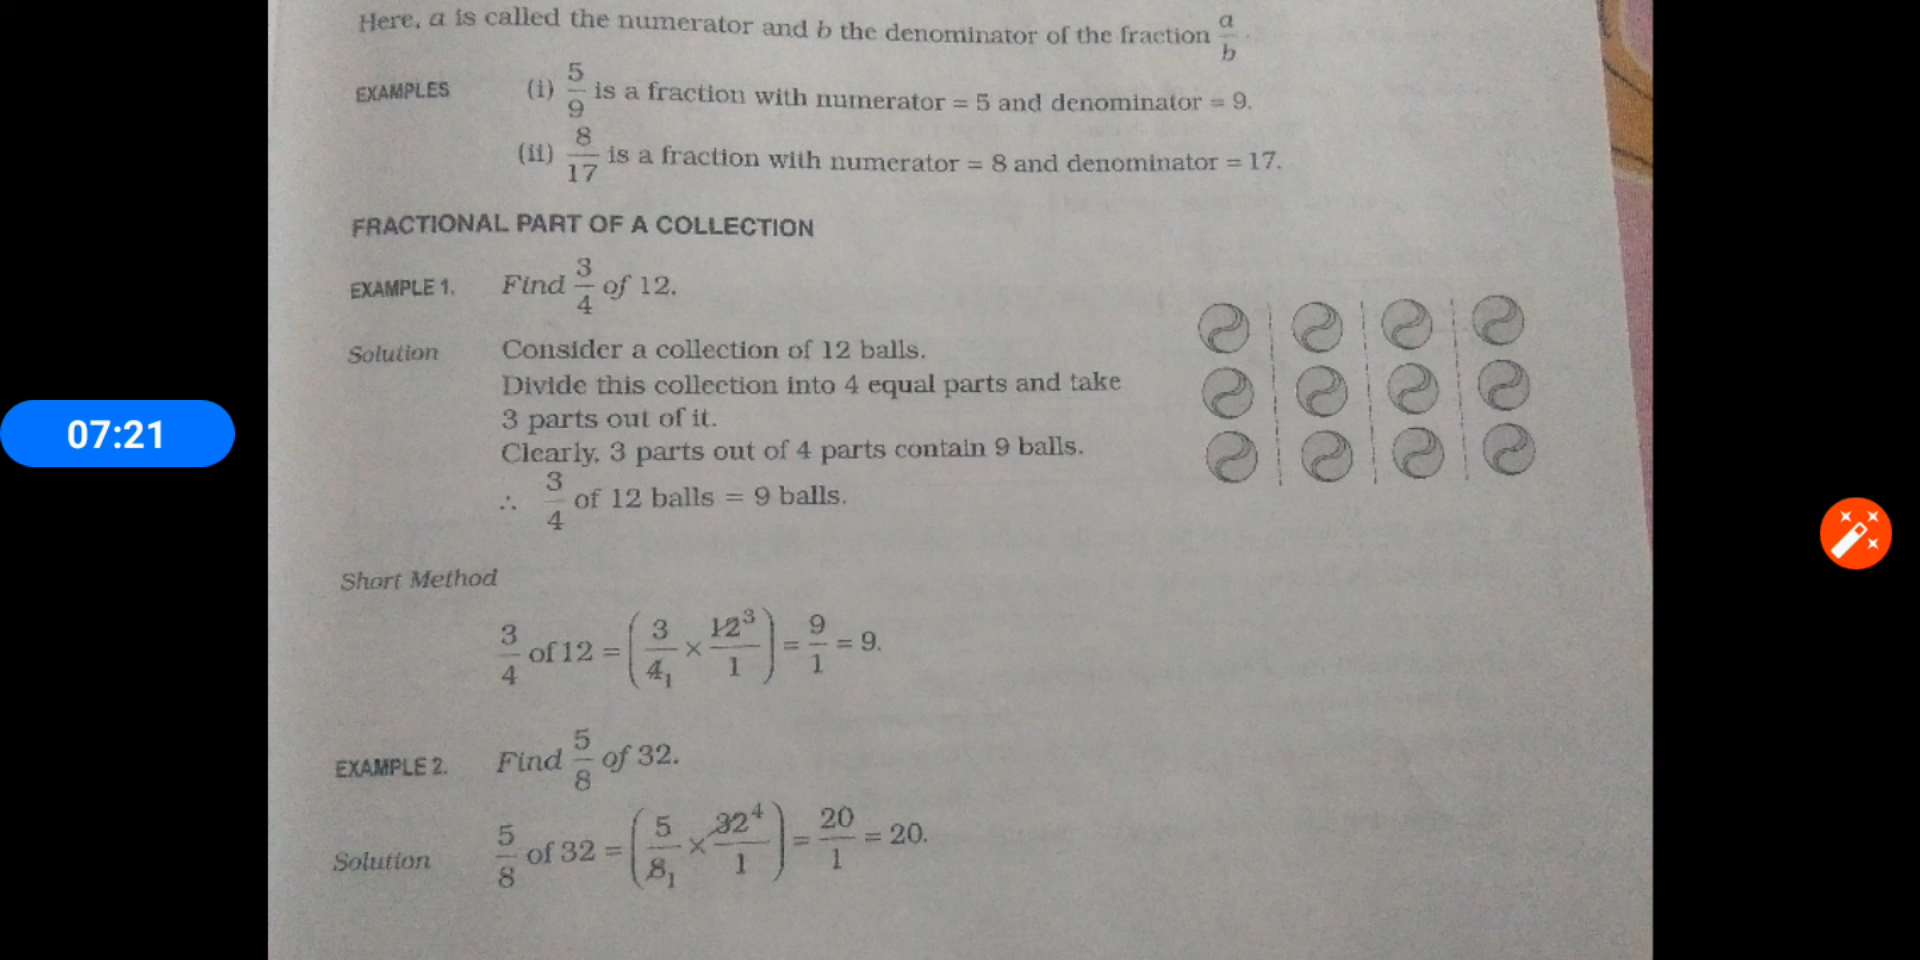 Here, a is called the numerator and b the denominator of the fraction a/b.
EXAMPLES (i) 5/9 is a fraction with numerator = 5 and denominator = 9.
(ii) 8/17 is a fraction with numerator = 8 and denominator = 17.
FRACTIONAL PART OF A COLLECTION
EXAMPLE 1. Find 3/4 of 12.
Solution Consider a collection of 12 balls.
Divide this collection into 4 equal parts and take
3 parts out of it.
Clearly, 3 parts out of 4 parts contain 9 balls.
∴ 3/4 of 12 balls = 9 balls.
07:21
Short Method
3/4 of 12 = (3/4₁ × 12³/1) = 9/1 = 9.
EXAMPLE 2. Find 5/8 of 32.
Solution 5/8 of 32 = (5/8₁ × 32⁴/1) = 20/1 = 20.